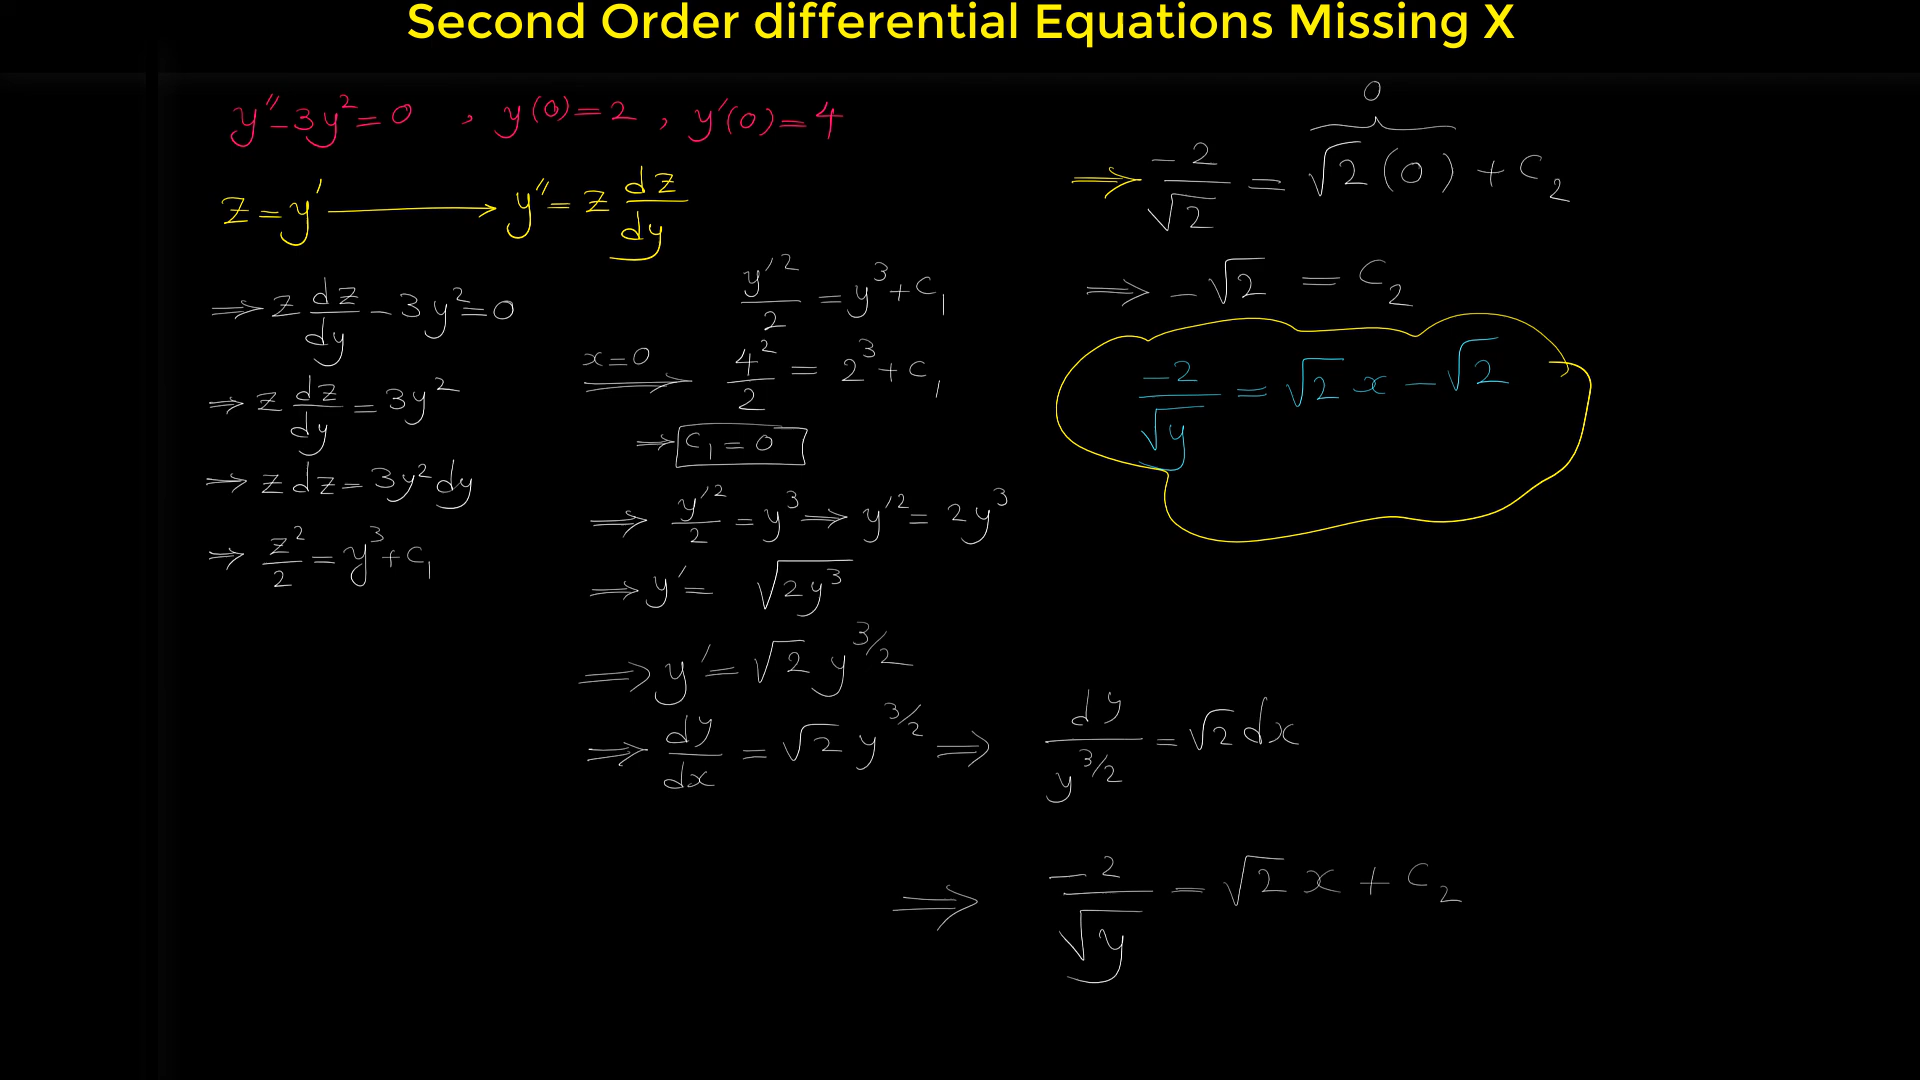 Second Order differential Equations Missing X
y'' - 3y² = 0 , y(0) = 2 , y'(0) = 4
z = y' ⟶ y'' = z dz/dy
⇒ z dz/dy - 3y² = 0
⇒ z dz/dy = 3y²
⇒ z dz = 3y² dy
⇒ z²/2 = y³ + c₁
y'²/2 = y³ + c₁
x=0 ⇒ 4²/2 = 2³ + c₁
⇒ c₁ = 0
⇒ y'²/2 = y³ ⇒ y'² = 2y³
⇒ y' = √(2y³)
⇒ y' = √2 y^(3/2)
⇒ dy/dx = √2 y^(3/2) ⇒ dy/y^(3/2) = √2 dx
⇒ -2/√y = √2 x + c₂
0
⇒ -2/√2 = √2 (0) + c₂
⇒ -√2 = c₂
-2/√y = √2 x - √2